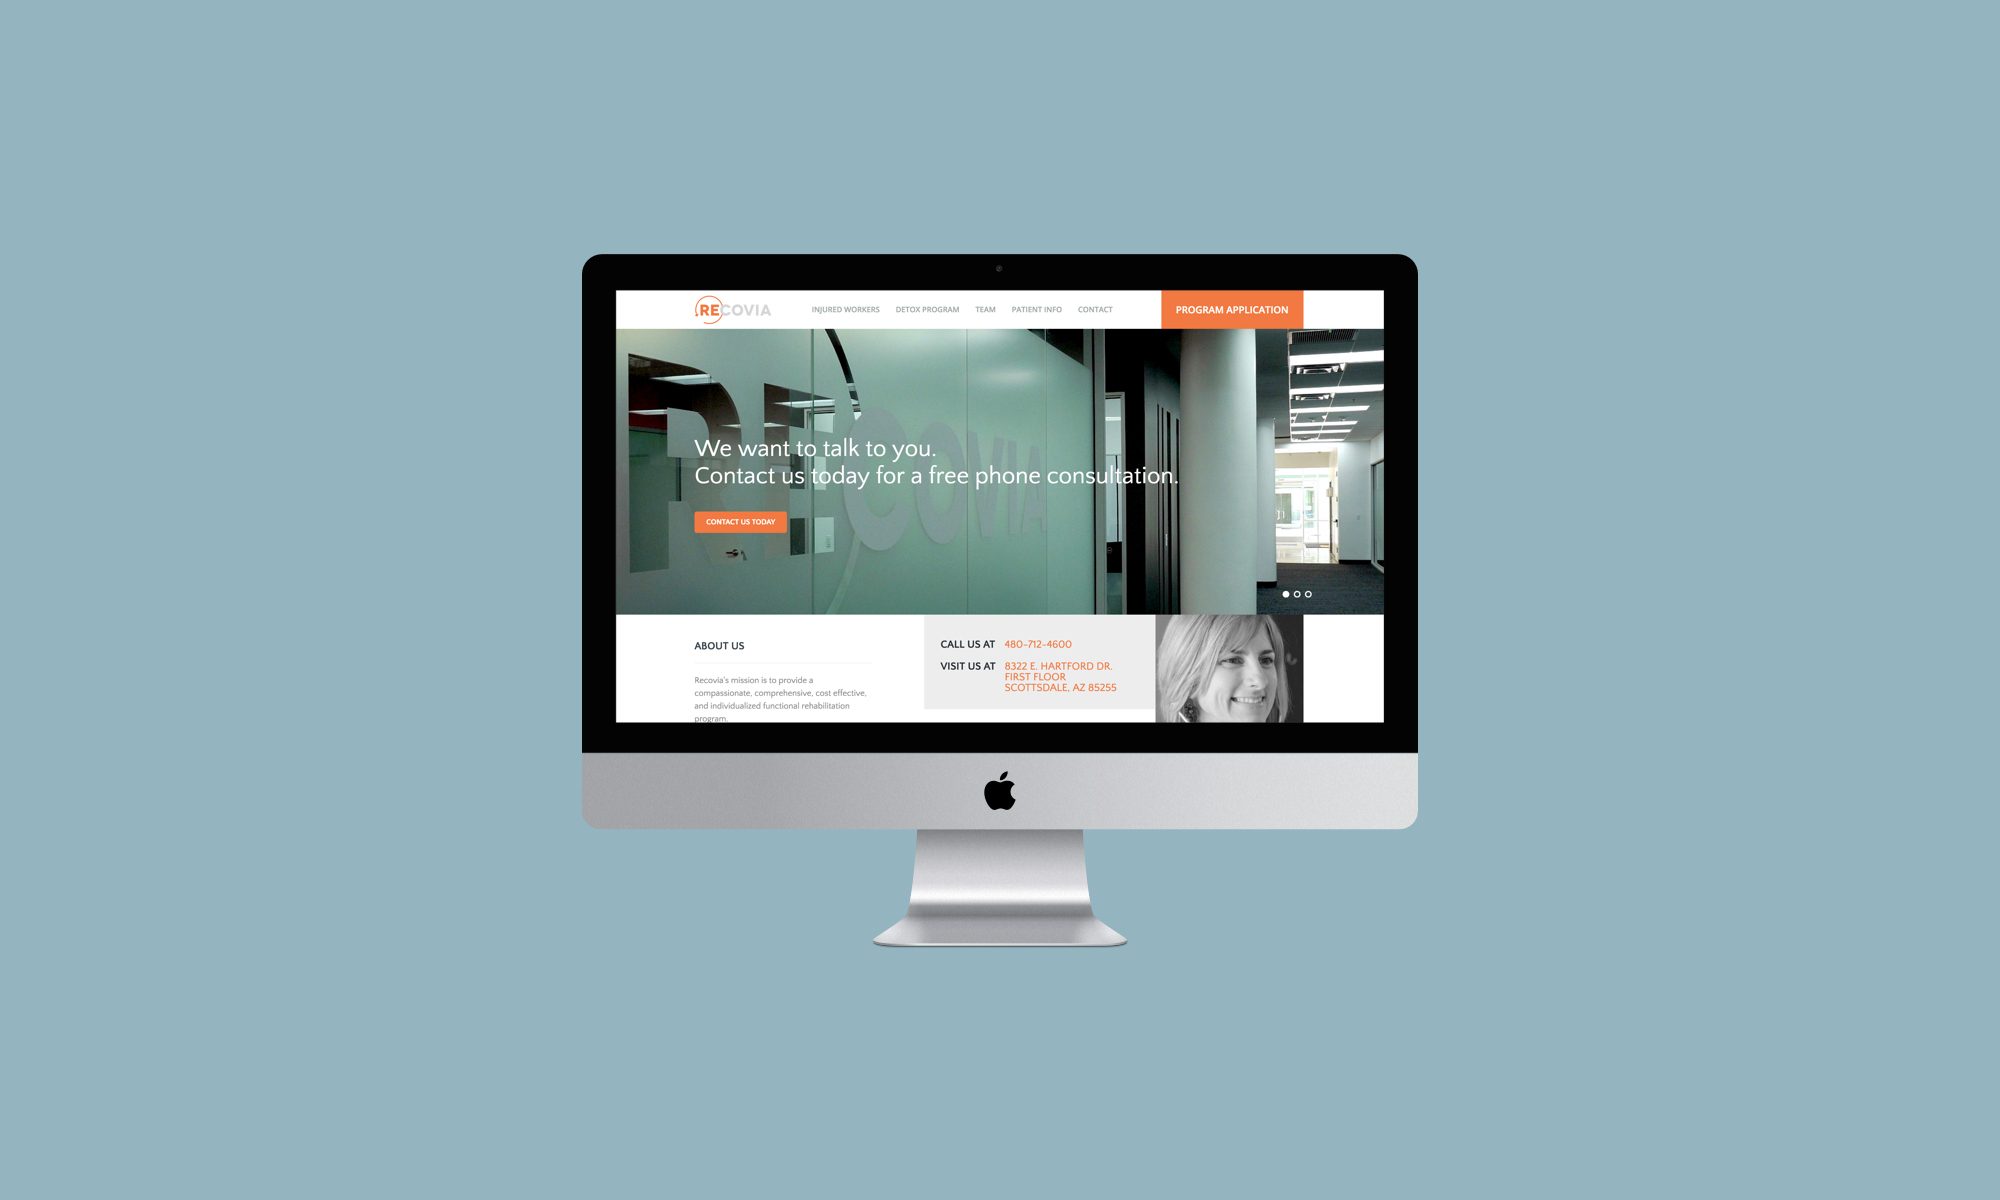 RECOVIA
INJURED WORKERS
DETOX PROGRAM
TEAM
PATIENT INFO
CONTACT
PROGRAM APPLICATION
RECOVIA
We want to talk to you.
Contact us today for a free phone consultation.
CONTACT US TODAY
ABOUT US
Recovia's mission is to provide a
compassionate, comprehensive, cost effective,
and individualized functional rehabilitation
program.
CALL US AT 480-712-4600
VISIT US AT 8322 E. HARTFORD DR.
FIRST FLOOR
SCOTTSDALE, AZ 85255